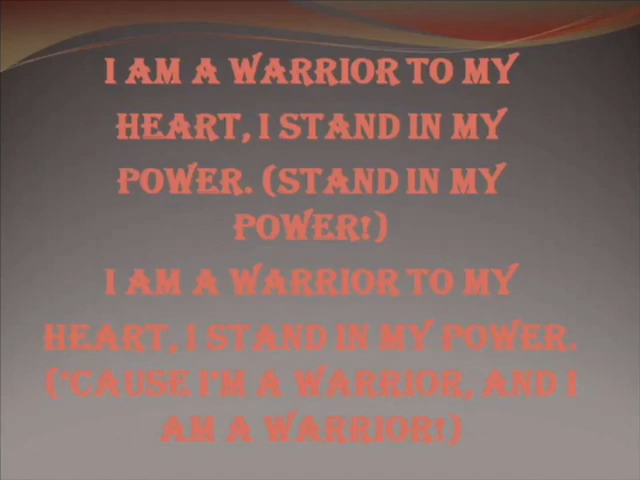 I AM A WARRIOR TO MY
HEART, I STAND IN MY
POWER. (STAND IN MY
POWER!)
I AM A WARRIOR TO MY
HEART, I STAND IN MY POWER.
('CAUSE I'M A WARRIOR, AND I
AM A WARRIOR!)